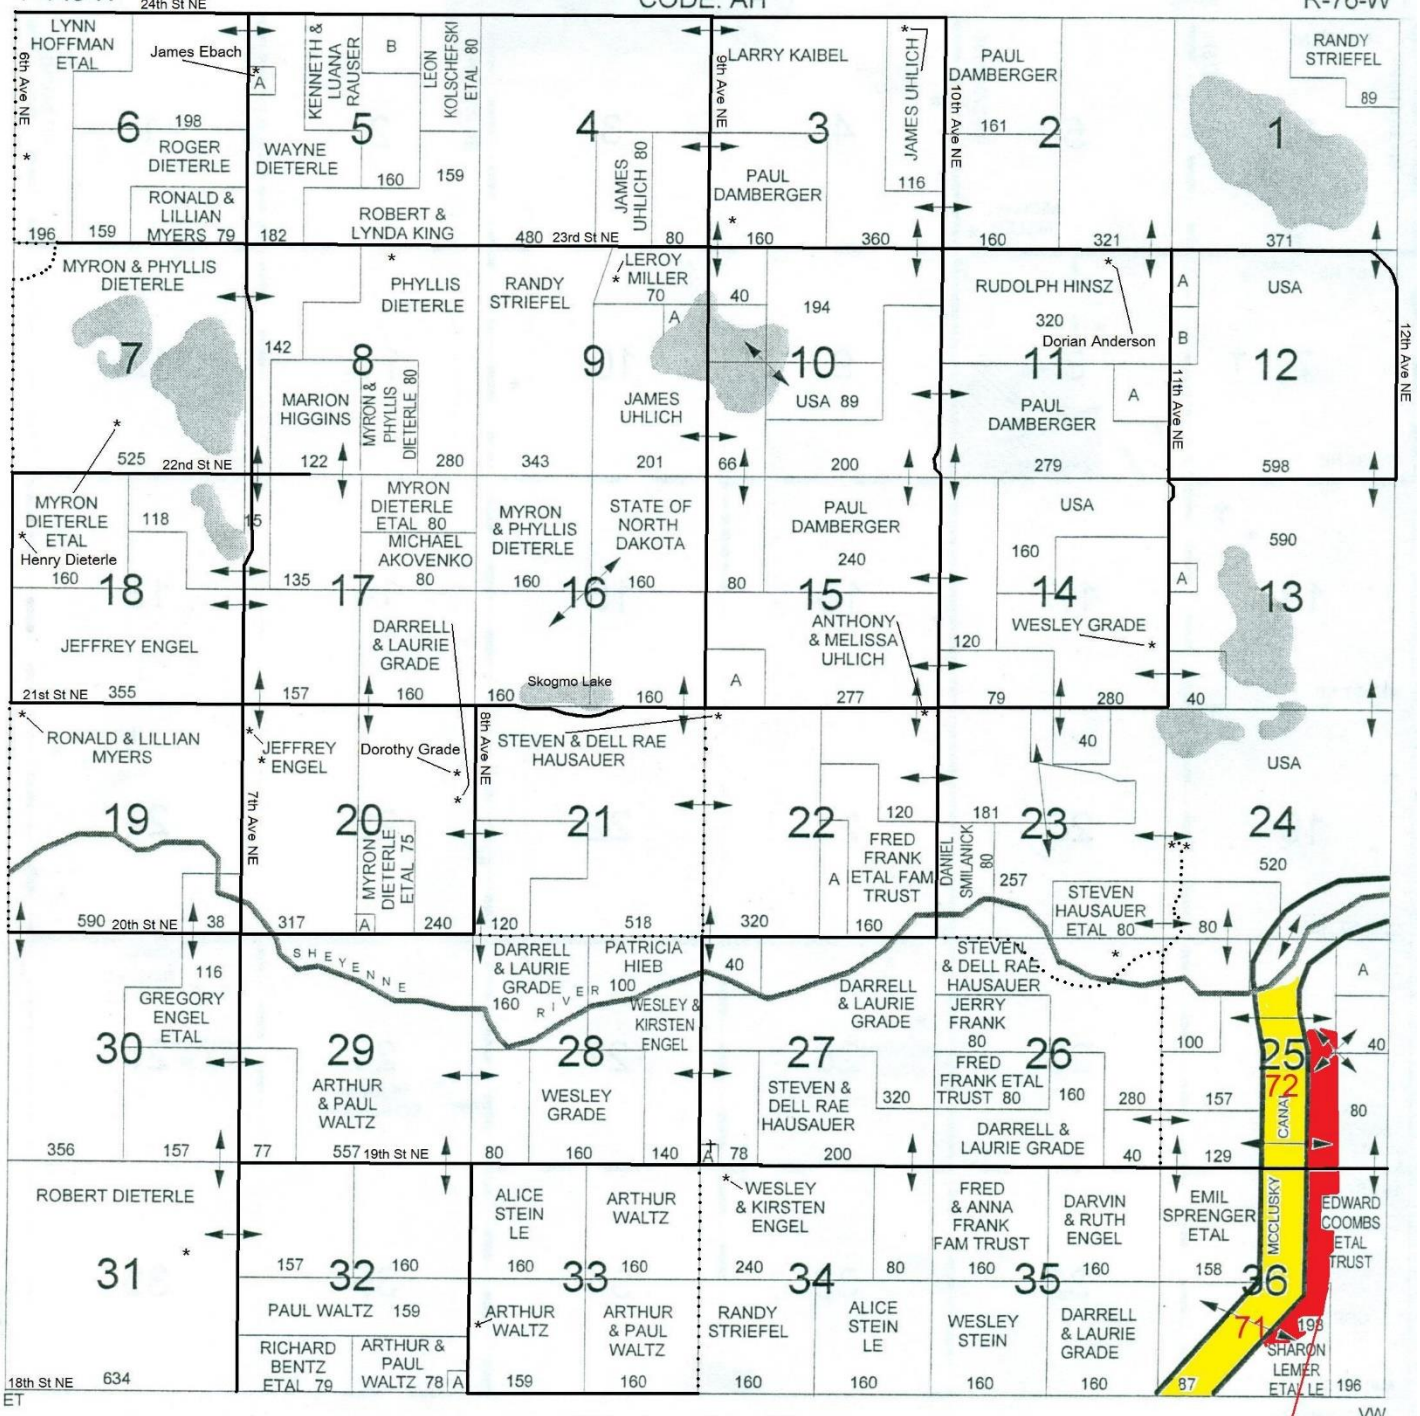 24th St NE
CODE: AH
R-76-W
6th Ave NE
LYNN
HOFFMAN
ETAL
James Ebach
A
KENNETH &
LUANA
RAUSER
B
LEON
KOLSCHEFSKI
ETAL 80
9th Ave NE
LARRY KAIBEL
JAMES UHLICH
10th Ave NE
PAUL
DAMBERGER
RANDY
STRIEFEL
89
6
198
5
4
3
161
2
1
ROGER
DIETERLE
WAYNE
DIETERLE
160
159
JAMES
UHLICH 80
PAUL
DAMBERGER
116
RONALD &
LILLIAN
MYERS 79
ROBERT &
LYNDA KING
196
159
182
480
23rd St NE
80
160
360
160
321
371
MYRON & PHYLLIS
DIETERLE
PHYLLIS
DIETERLE
RANDY
STRIEFEL
LEROY
MILLER
70
A
40
194
RUDOLPH HINSZ
320
Dorian Anderson
A
B
USA
12th Ave NE
7
142
8
9
10
11
11th Ave NE
12
MARION
HIGGINS
MYRON &
PHYLLIS
DIETERLE 80
JAMES
UHLICH
USA 89
PAUL
DAMBERGER
A
525
22nd St NE
122
280
343
201
66
200
279
598
MYRON
DIETERLE
ETAL
Henry Dieterle
118
15
MYRON
DIETERLE
ETAL 80
MICHAEL
AKOVENKO
MYRON
& PHYLLIS
DIETERLE
STATE OF
NORTH
DAKOTA
PAUL
DAMBERGER
240
USA
160
590
160
18
135
17
80
160
16
160
80
15
14
A
13
JEFFREY ENGEL
DARRELL
& LAURIE
GRADE
ANTHONY
& MELISSA
UHLICH
WESLEY GRADE
120
Skogmo Lake
A
21st St NE
355
157
160
160
160
277
79
280
40
RONALD & LILLIAN
MYERS
JEFFREY
ENGEL
Dorothy Grade
8th Ave NE
STEVEN & DELL RAE
HAUSAUER
40
USA
19
7th Ave NE
20
21
22
120
181
23
24
MYRON
DIETERLE
ETAL 75
A
FRED
FRANK
ETAL FAM
TRUST
DANIEL
SMILANICK
80
257
STEVEN
HAUSAUER
ETAL 80
520
590
20th St NE
38
317
A
240
120
518
320
160
80
116
SHEYENNE
RIVER
DARRELL
& LAURIE
GRADE
160
PATRICIA
HIEB
100
40
DARRELL
& LAURIE
GRADE
STEVEN
& DELL RAE
HAUSAUER
JERRY
FRANK
80
A
GREGORY
ENGEL
ETAL
WESLEY &
KIRSTEN
ENGEL
100
40
30
29
28
27
26
25
72
ARTHUR
& PAUL
WALTZ
WESLEY
GRADE
STEVEN &
DELL RAE
HAUSAUER
320
FRED
FRANK ETAL
TRUST 80
160
280
157
CANAL
80
DARRELL &
LAURIE GRADE
356
157
77
557
19th St NE
80
160
140
A
78
200
40
129
ROBERT DIETERLE
ALICE
STEIN
LE
ARTHUR
WALTZ
WESLEY
& KIRSTEN
ENGEL
FRED
& ANNA
FRANK
FAM TRUST
DARVIN
& RUTH
ENGEL
EMIL
SPRENGER
ETAL
MCCLUSKY
EDWARD
COOMBS
ETAL
TRUST
31
157
32
160
160
33
160
240
34
80
160
35
160
158
36
PAUL WALTZ 159
ARTHUR
WALTZ
ARTHUR
& PAUL
WALTZ
RANDY
STRIEFEL
ALICE
STEIN
LE
WESLEY
STEIN
DARRELL
& LAURIE
GRADE
71
193
SHARON
LEMER
ETAL LE
RICHARD
BENTZ
ETAL 79
ARTHUR &
PAUL
WALTZ 78
A
18th St NE
634
159
160
160
160
160
160
87
196
ET
VW